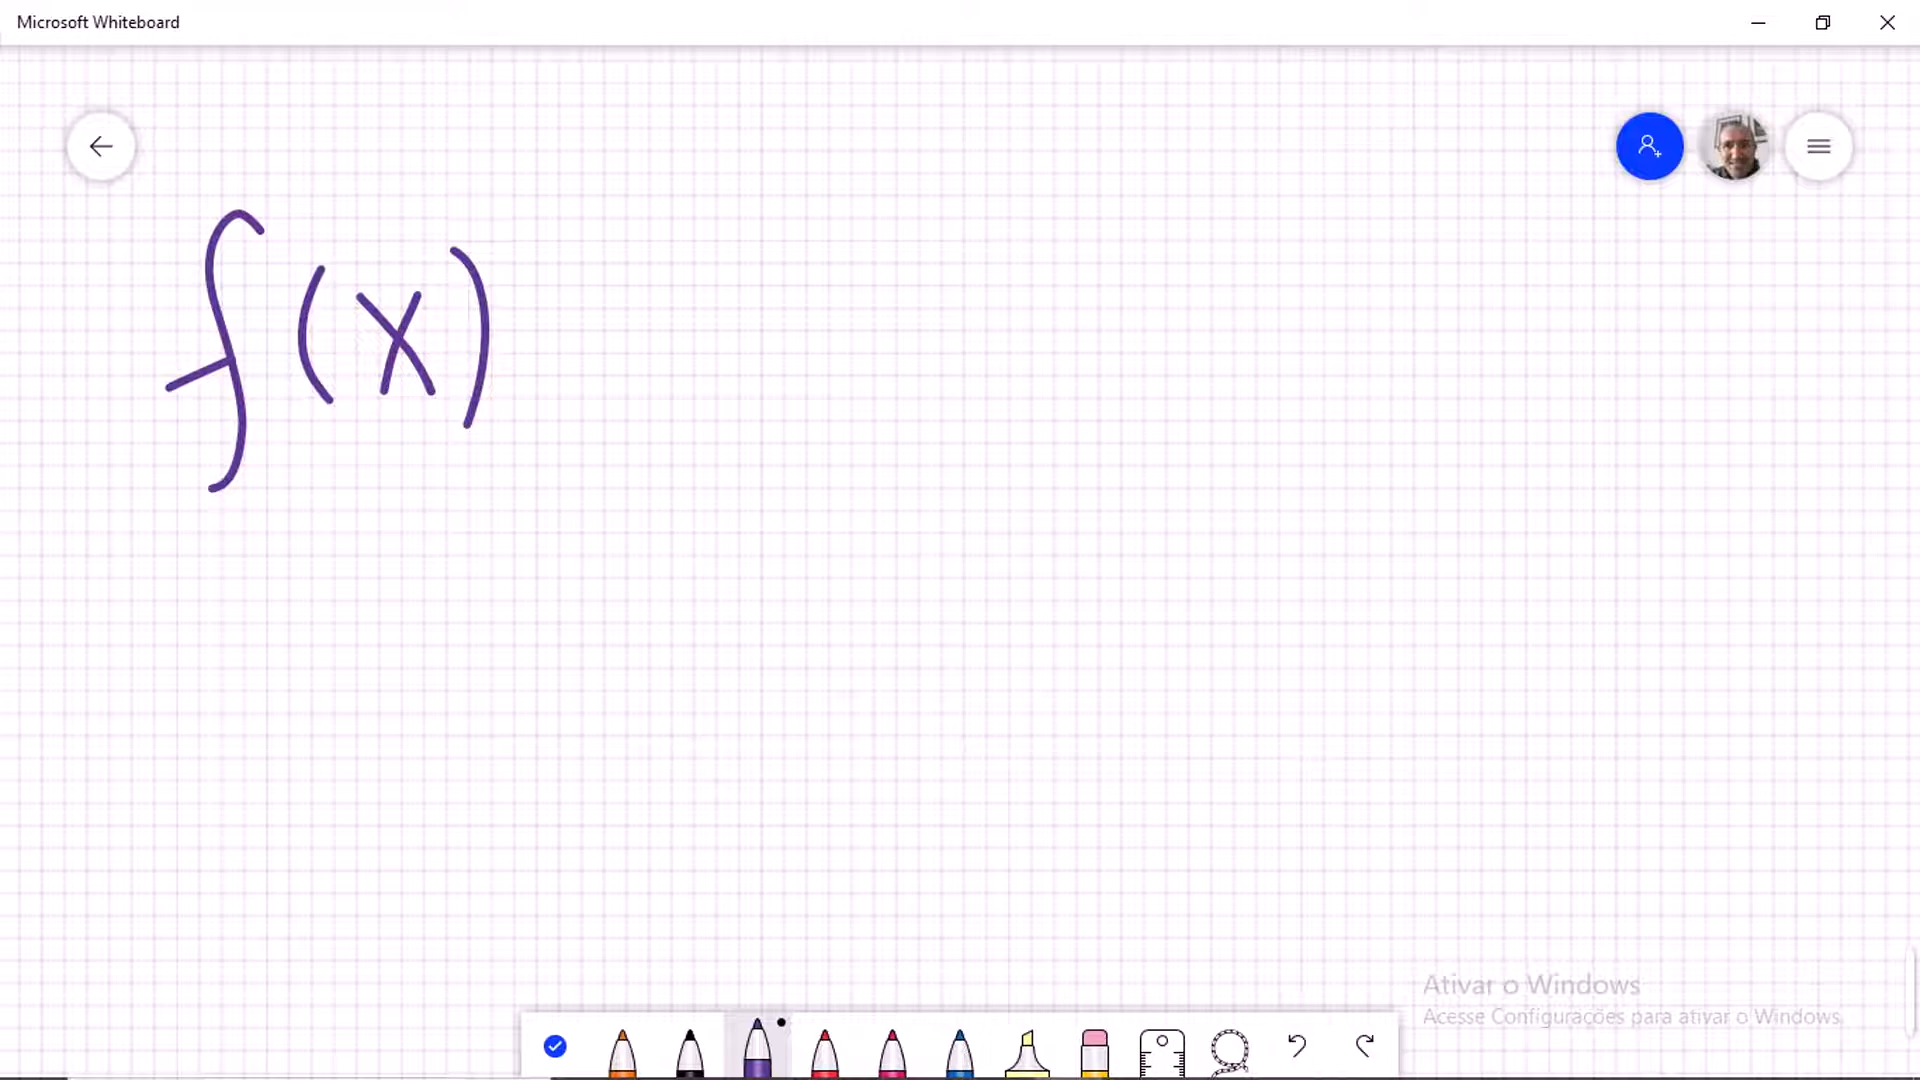 Microsoft Whiteboard
f(x)
Ativar o Windows
Acesse Configurações para ativar o Windows.